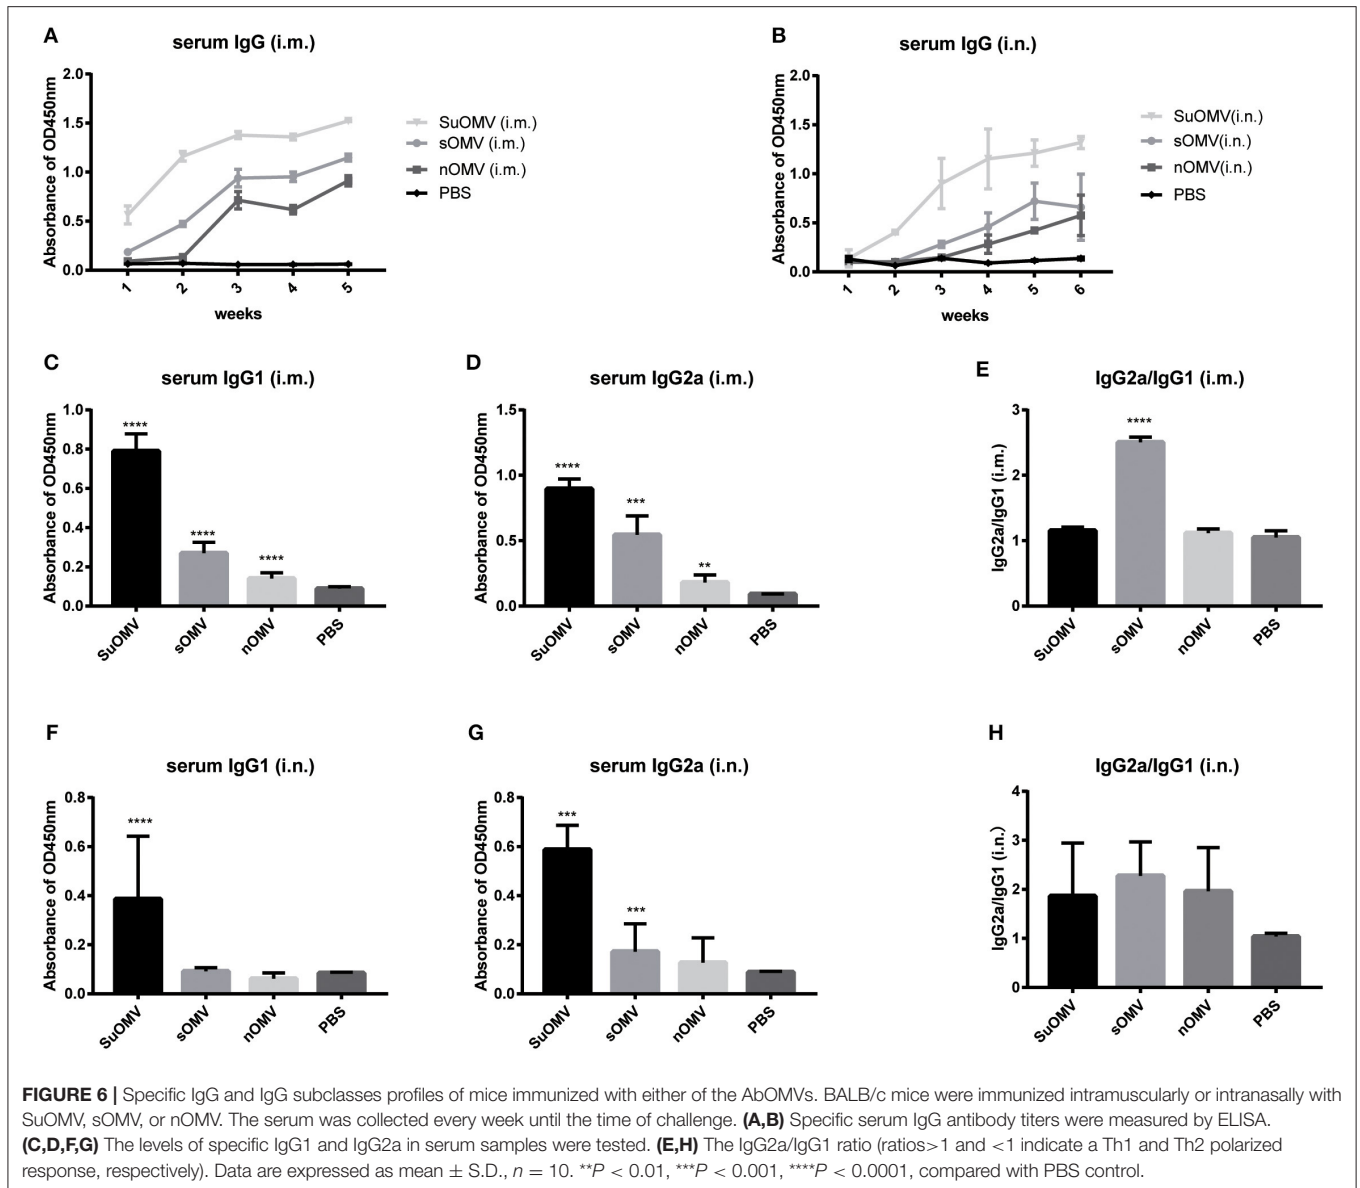 A
serum IgG (i.m.)
Absorbance of OD450nm
2.0
1.5
1.0
0.5
0.0
1 2 3 4 5
weeks
SuOMV (i.m.)
sOMV (i.m.)
nOMV (i.m.)
PBS
B
serum IgG (i.n.)
Absorbance of OD450nm
2.0
1.5
1.0
0.5
0.0
1 2 3 4 5 6
weeks
SuOMV(i.n.)
sOMV(i.n.)
nOMV(i.n.)
PBS
C
serum IgG1 (i.m.)
Absorbance of OD450nm
1.0
0.8
0.6
0.4
0.2
0.0
**** **** ****
SuOMV sOMV nOMV PBS
D
serum IgG2a (i.m.)
Absorbance of OD450nm
1.5
1.0
0.5
0.0
**** *** **
SuOMV sOMV nOMV PBS
E
IgG2a/IgG1 (i.m.)
IgG2a/IgG1 (i.m.)
3
2
1
0
****
SuOMV sOMV nOMV PBS
F
serum IgG1 (i.n.)
Absorbance of OD450nm
0.8
0.6
0.4
0.2
0.0
****
SuOMV sOMV nOMV PBS
G
serum IgG2a (i.n.)
Absorbance of OD450nm
0.8
0.6
0.4
0.2
0.0
*** ***
SuOMV sOMV nOMV PBS
H
IgG2a/IgG1 (i.n.)
IgG2a/IgG1 (i.n.)
4
3
2
1
0
SuOMV sOMV nOMV PBS
FIGURE 6 | Specific IgG and IgG subclasses profiles of mice immunized with either of the AbOMVs. BALB/c mice were immunized intramuscularly or intranasally with
SuOMV, sOMV, or nOMV. The serum was collected every week until the time of challenge. (A,B) Specific serum IgG antibody titers were measured by ELISA.
(C,D,F,G) The levels of specific IgG1 and IgG2a in serum samples were tested. (E,H) The IgG2a/IgG1 ratio (ratios>1 and <1 indicate a Th1 and Th2 polarized
response, respectively). Data are expressed as mean ± S.D., n = 10. **P < 0.01, ***P < 0.001, ****P < 0.0001, compared with PBS control.